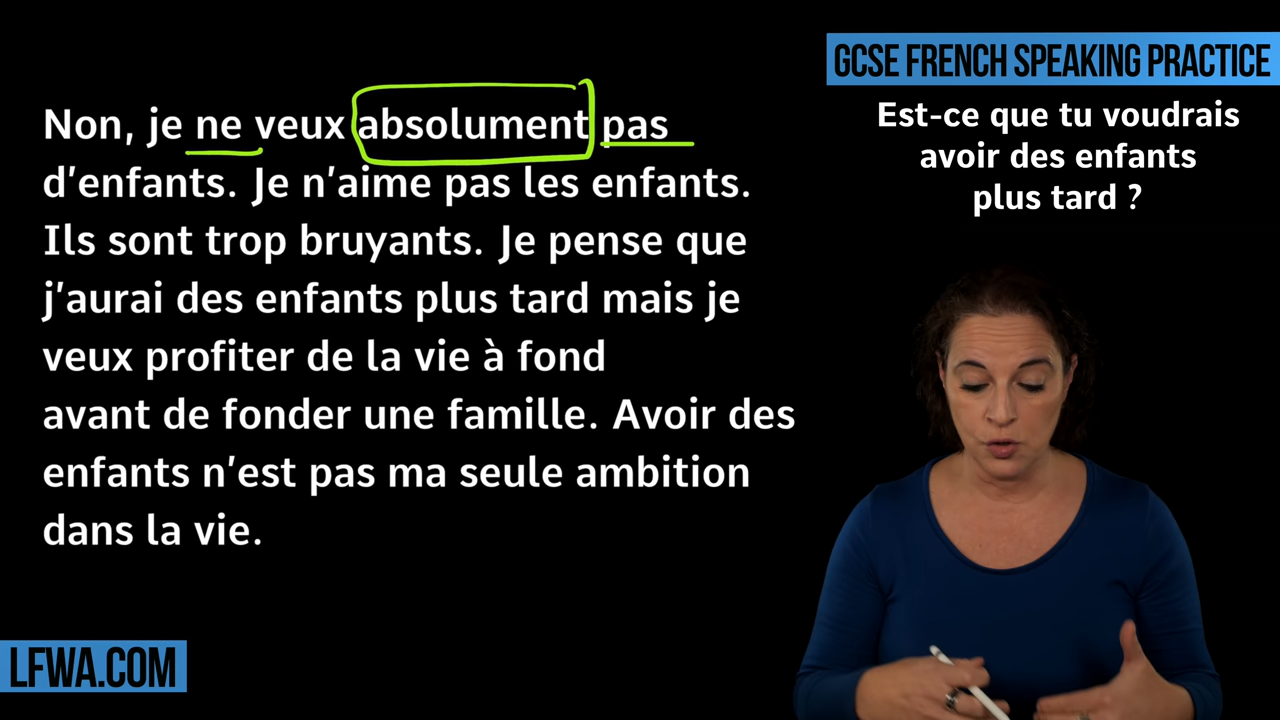 GCSE FRENCH SPEAKING PRACTICE
Est-ce que tu voudrais
avoir des enfants
plus tard ?
Non, je ne veux absolument pas
d’enfants. Je n’aime pas les enfants.
Ils sont trop bruyants. Je pense que
j’aurai des enfants plus tard mais je
veux profiter de la vie à fond
avant de fonder une famille. Avoir des
enfants n’est pas ma seule ambition
dans la vie.
LFWA.COM